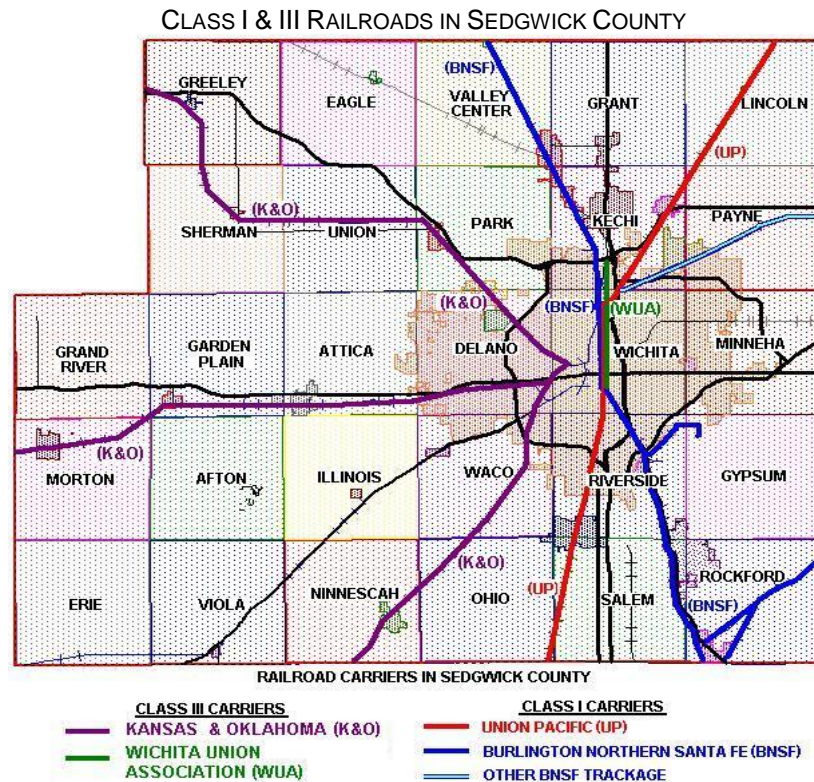 CLASS I & III RAILROADS IN SEDGWICK COUNTY
GREELEY
EAGLE
(BNSF)
VALLEY
CENTER
GRANT
LINCOLN
(UP)
SHERMAN
(K&O)
UNION
PARK
KECHI
PAYNE
GRAND
RIVER
GARDEN
PLAIN
ATTICA
(K&O)
DELANO
(BNSF)
(WUA)
WICHITA
MINNEHA
MORTON
(K&O)
AFTON
ILLINOIS
WACO
RIVERSIDE
GYPSUM
ERIE
VIOLA
NINNESCAH
(K&O)
OHIO
(UP)
SALEM
ROCKFORD
(BNSF)
RAILROAD CARRIERS IN SEDGWICK COUNTY
CLASS III CARRIERS
KANSAS & OKLAHOMA (K&O)
WICHITA UNION
ASSOCIATION (WUA)
CLASS I CARRIERS
UNION PACIFIC (UP)
BURLINGTON NORTHERN SANTA FE (BNSF)
OTHER BNSF TRACKAGE